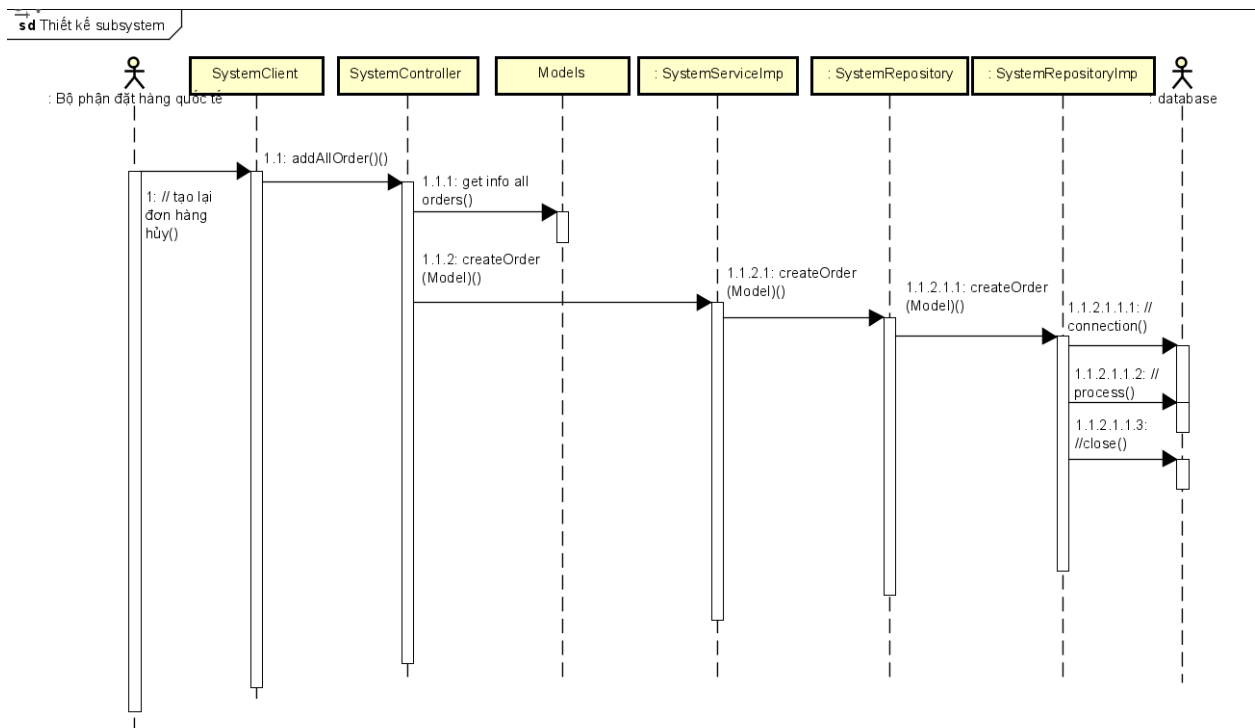 sd Thiết kế subsystem
: Bộ phận đặt hàng quốc tế
SystemClient
SystemController
Models
: SystemServiceImp
: SystemRepository
: SystemRepositoryImp
: database
1: // tạo lại
đơn hàng
hủy()
1.1: addAllOrder()()
1.1.1: get info all
orders()
1.1.2: createOrder
(Model)()
1.1.2.1: createOrder
(Model)()
1.1.2.1.1: createOrder
(Model)()
1.1.2.1.1.1: //
connection()
1.1.2.1.1.2: //
process()
1.1.2.1.1.3:
//close()